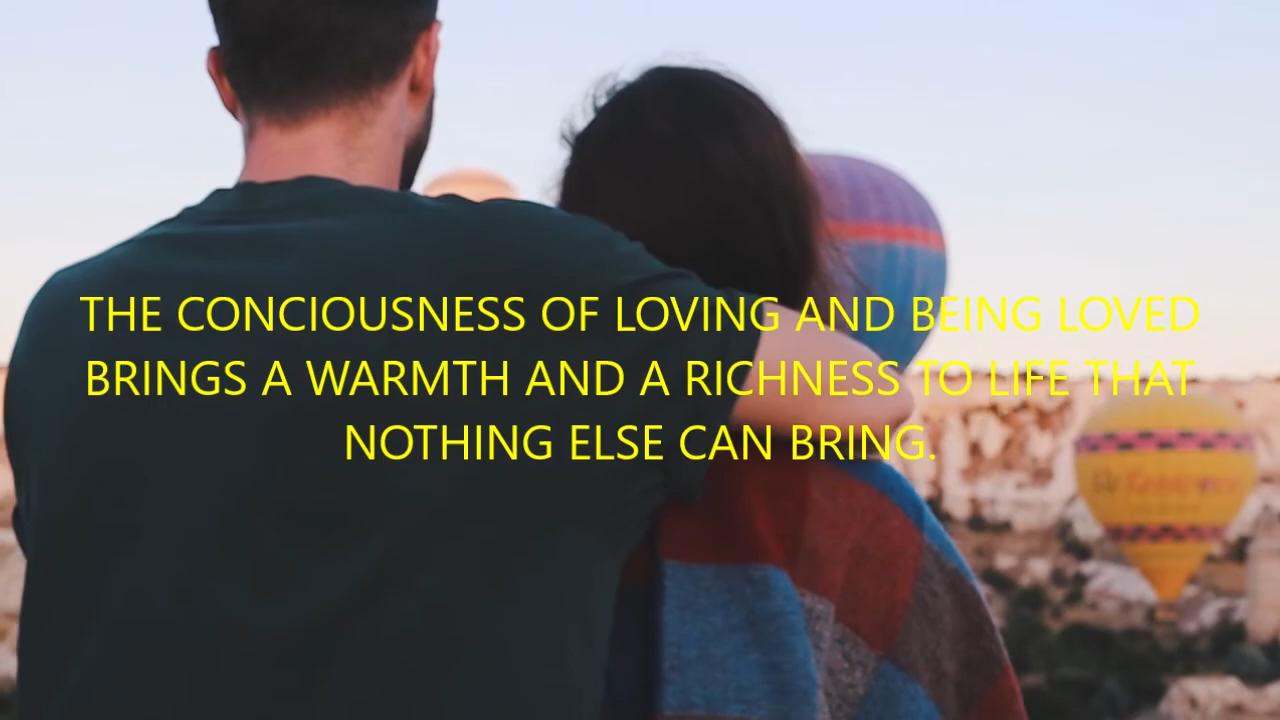 THE CONCIOUSNESS OF LOVING AND BEING LOVED
BRINGS A WARMTH AND A RICHNESS TO LIFE THAT
NOTHING ELSE CAN BRING.